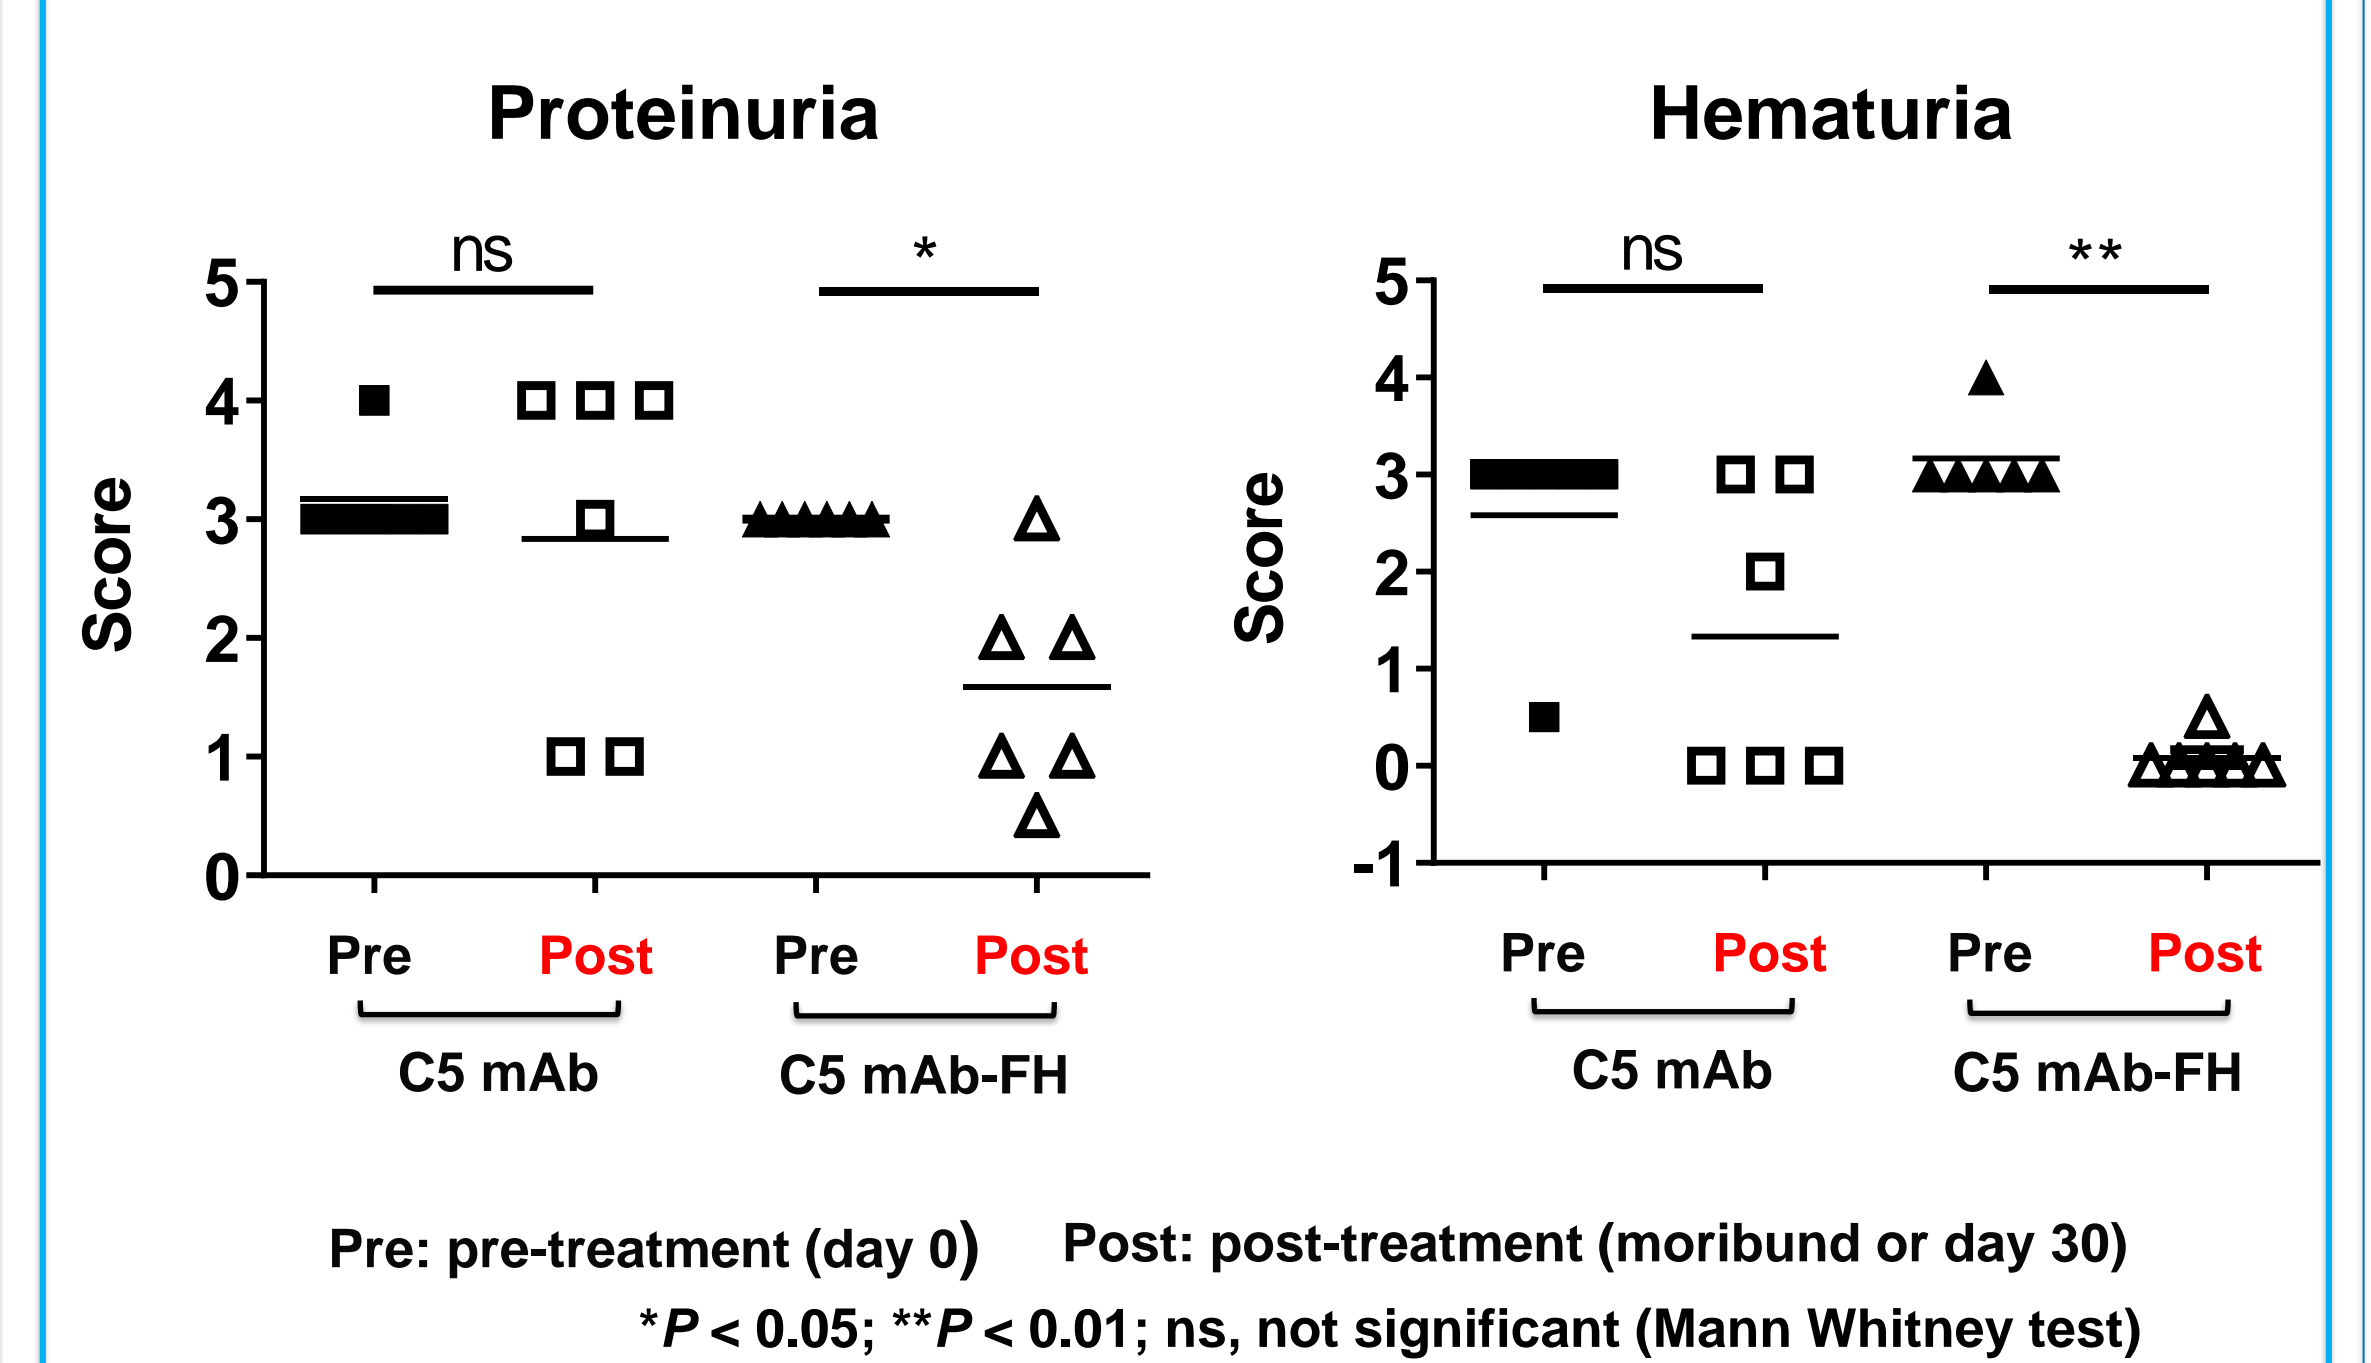 Proteinuria
Hematuria
ns
*
5
4
3
2
1
0
Score
Pre Post Pre Post
C5 mAb C5 mAb-FH
ns
**
5
4
3
2
1
0
-1
Score
Pre Post Pre Post
C5 mAb C5 mAb-FH
Pre: pre-treatment (day 0) Post: post-treatment (moribund or day 30)
*P < 0.05; **P < 0.01; ns, not significant (Mann Whitney test)